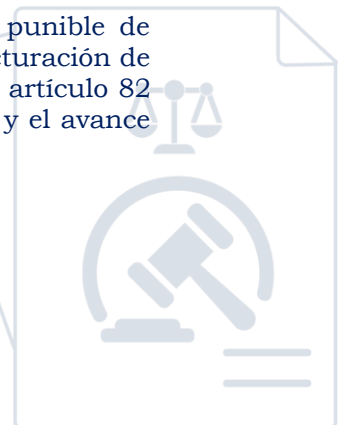 punible de
cturación de
artículo 82
y el avance